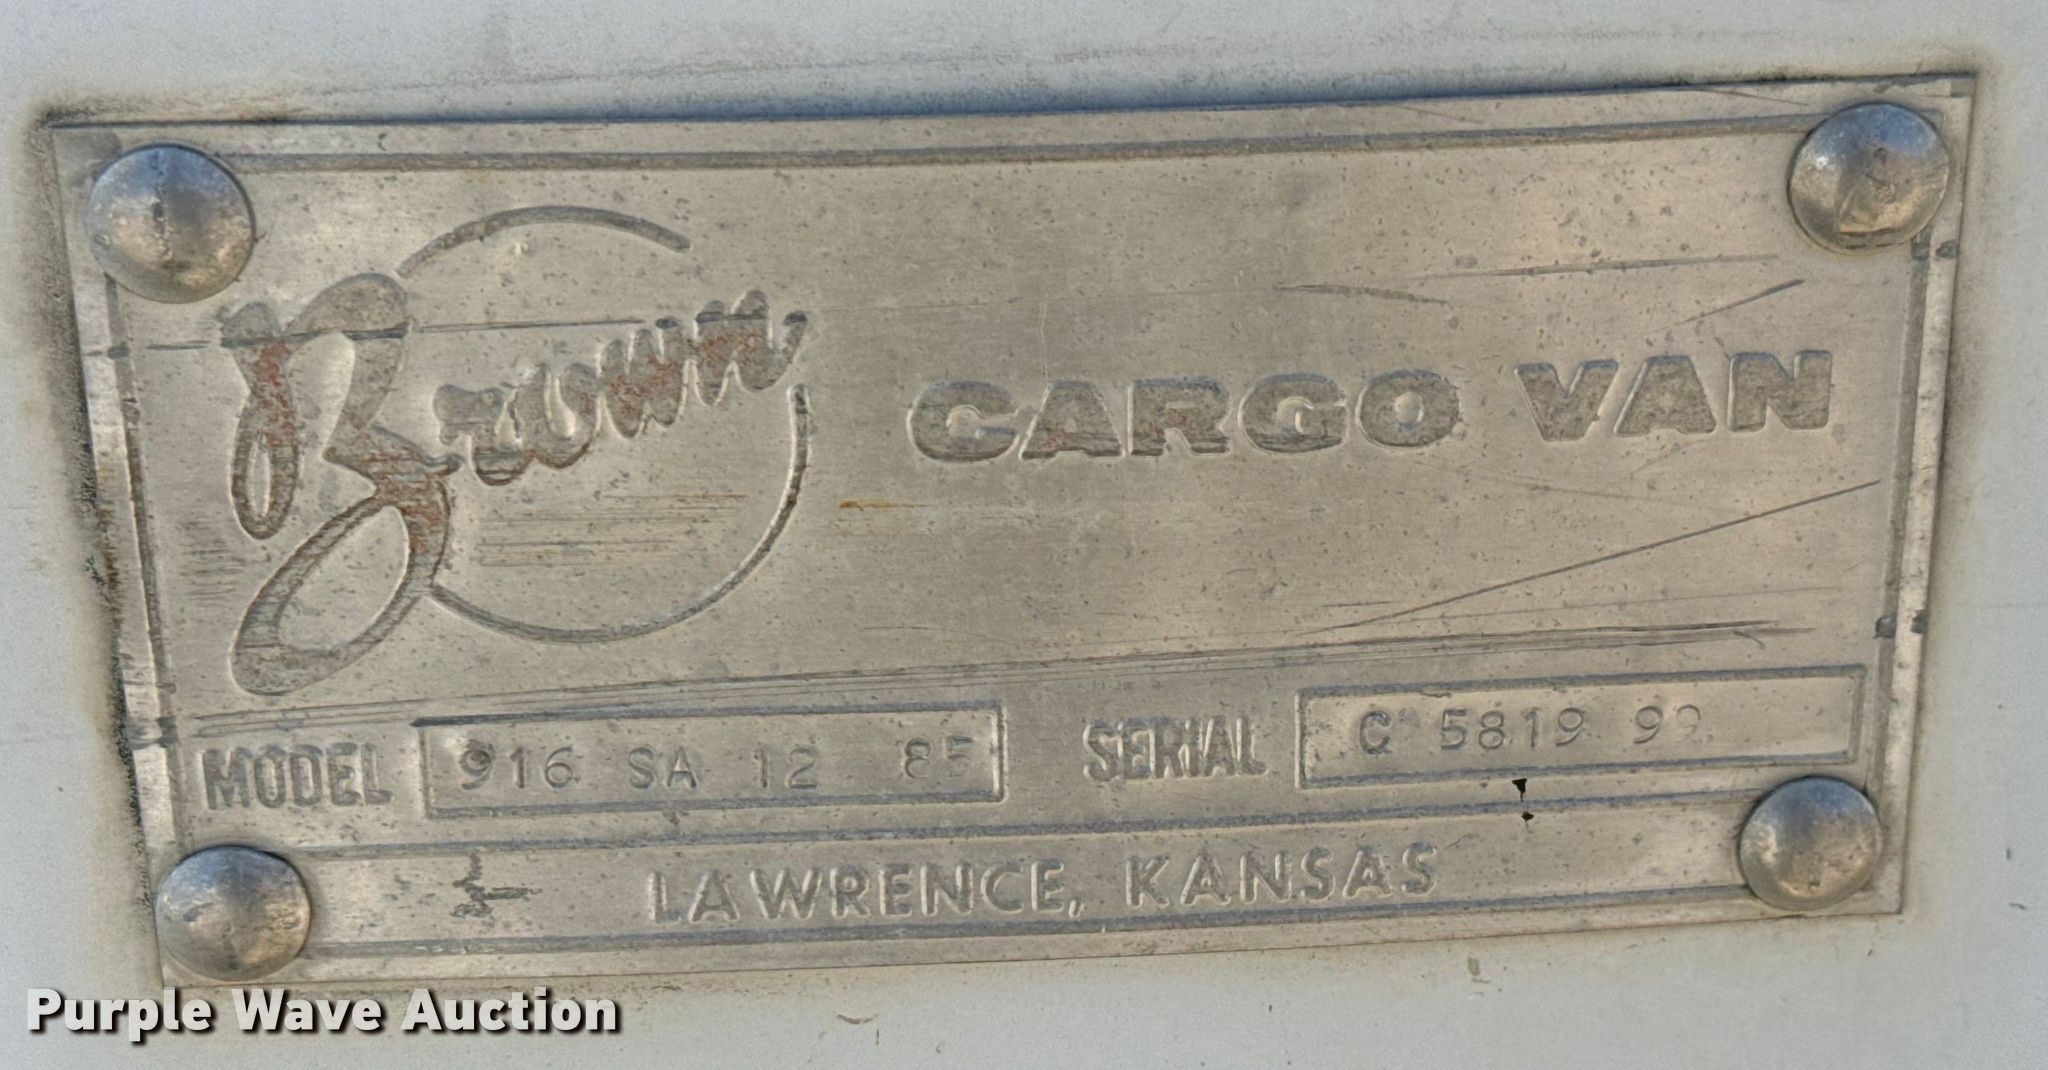 Brown CARGO VAN
MODEL 916 SA 12 85 SERIAL C 5819 99
LAWRENCE, KANSAS
Purple Wave Auction